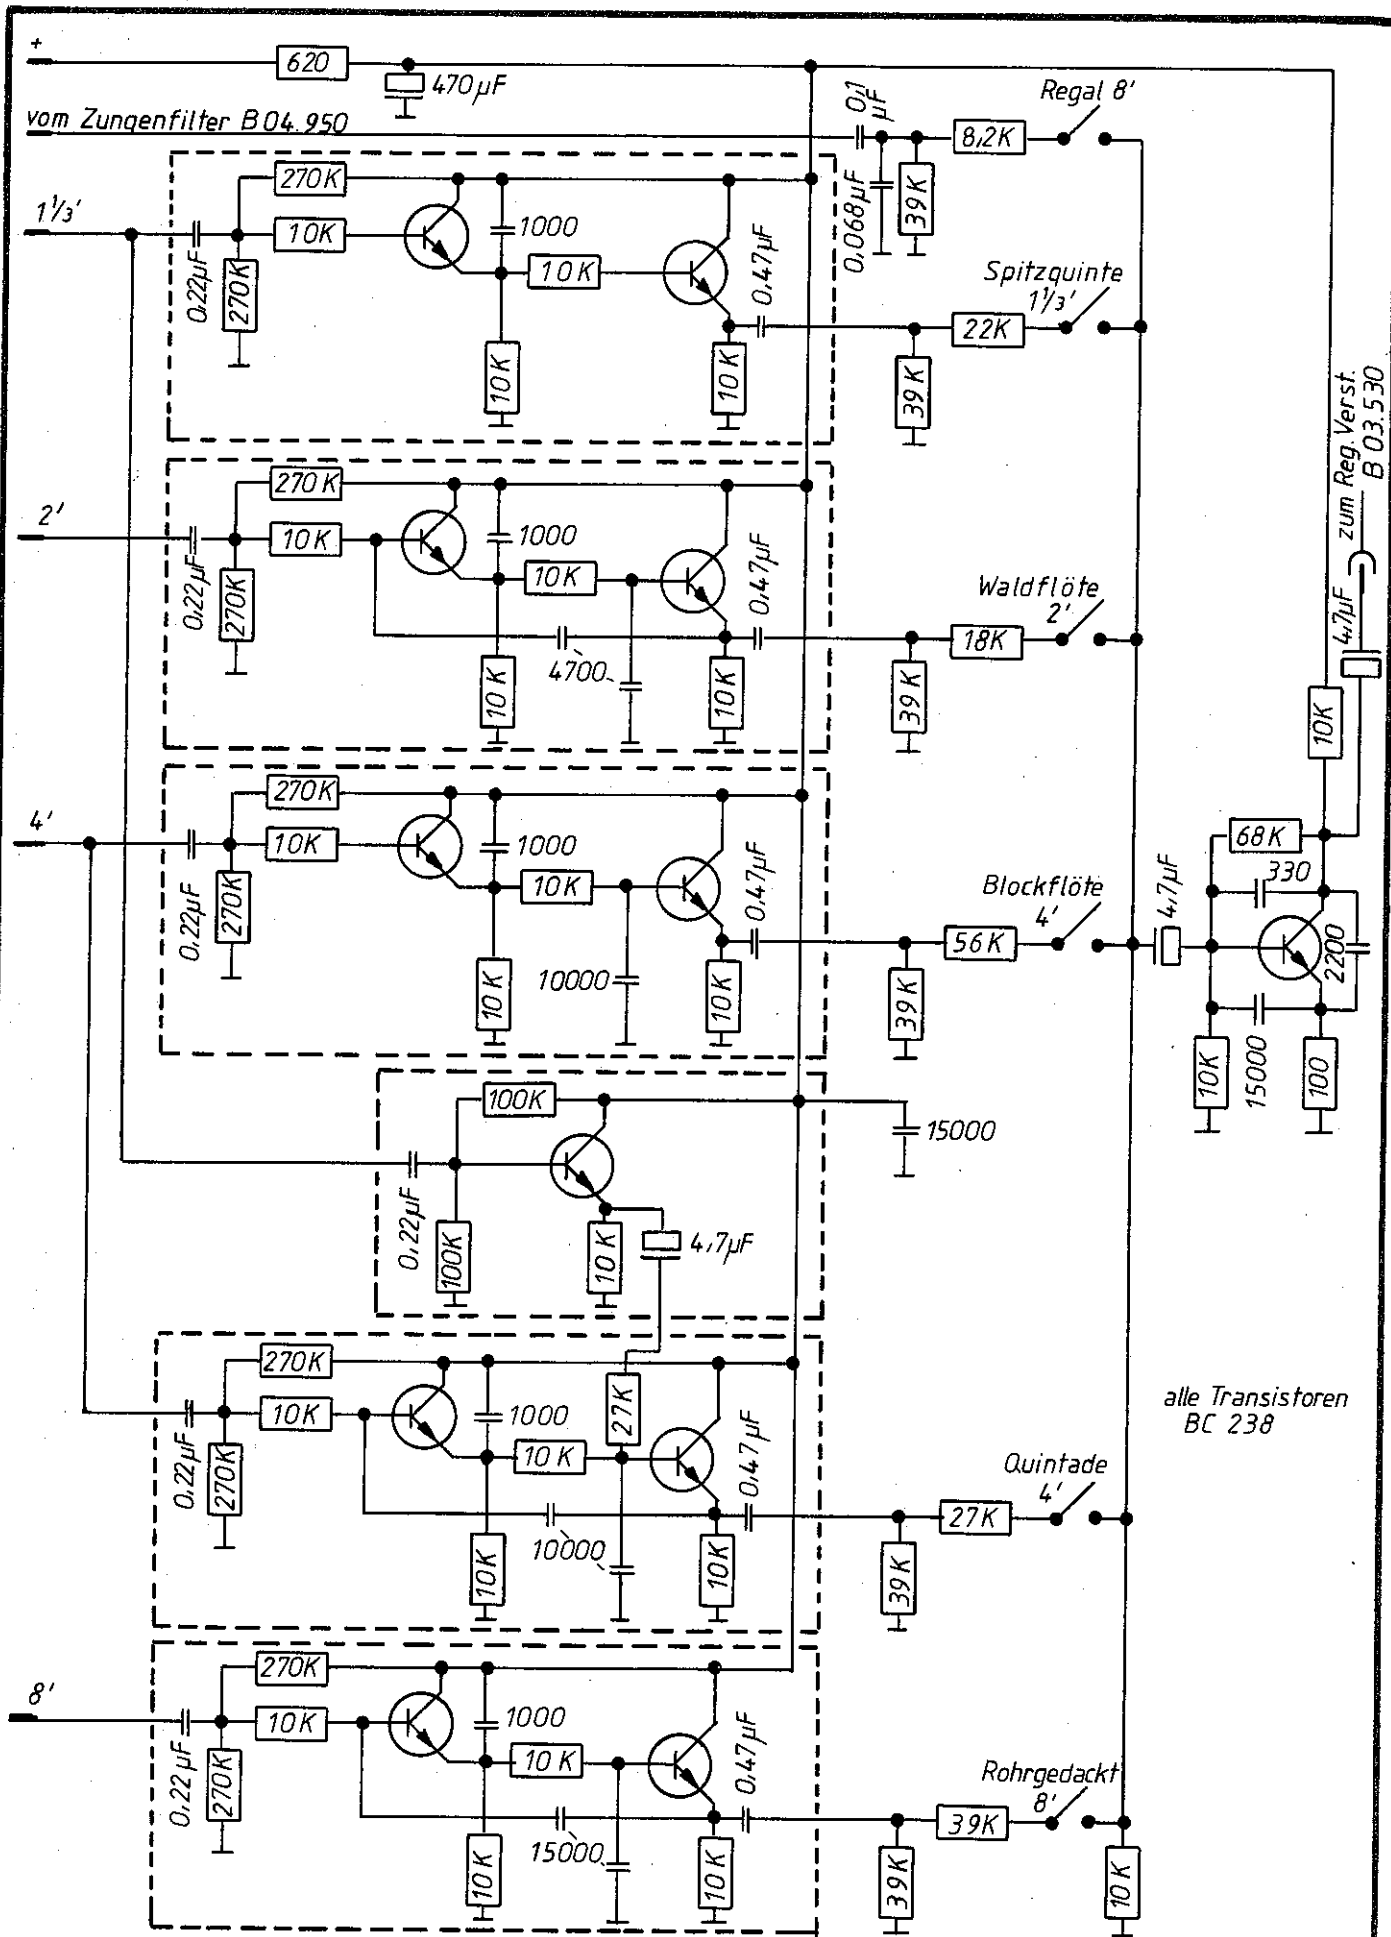 +
620
470µF
vom Zungenfilter B04.950
0,1 µF
Regal 8'
8,2K
0,068µF
39K
1⅓'
270K
10K
0,22µF
270K
1000
10K
10K
10K
0,47µF
Spitzquinte
1⅓'
22K
39K
2'
270K
10K
0,22µF
270K
1000
10K
10K
4700
10K
0,47µF
Waldflöte
2'
18K
39K
zum Reg. Verst.
B 03.530
4,7µF
10K
4'
270K
10K
0,22µF
270K
1000
10K
10K
10000
10K
0,47µF
Blockflöte
4'
56K
39K
4,7µF
68K
330
2200
10K
15000
100
100K
0,22µF
100K
10K
4,7µF
15000
270K
10K
0,22µF
270K
1000
10K
27K
10K
10000
10K
0,47µF
Quintade
4'
27K
39K
alle Transistoren
BC 238
8'
270K
10K
0,22µF
270K
1000
10K
10K
15000
10K
0,47µF
Rohrgedackt
8'
39K
39K
10K